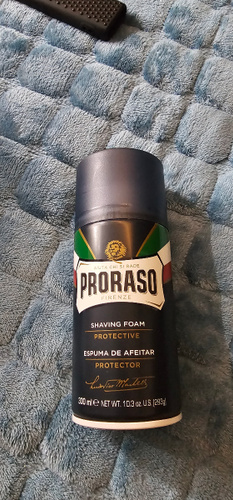 PRORASO
FIRENZE
SHAVING FOAM
PROTECTIVE
ESPUMA DE AFEITAR
PROTECTOR
300 ml ℮ NET WT. 10.3 oz. U.S. [293g]